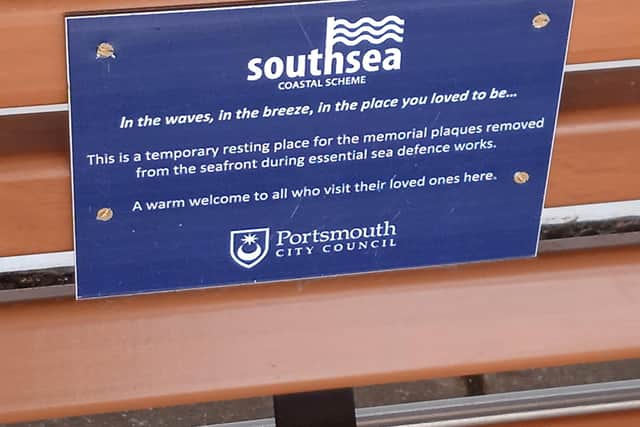 southsea
COASTAL SCHEME
In the waves, in the breeze, in the place you loved to be...
This is a temporary resting place for the memorial plaques removed
from the seafront during essential sea defence works.
A warm welcome to all who visit their loved ones here.
Portsmouth
CITY COUNCIL